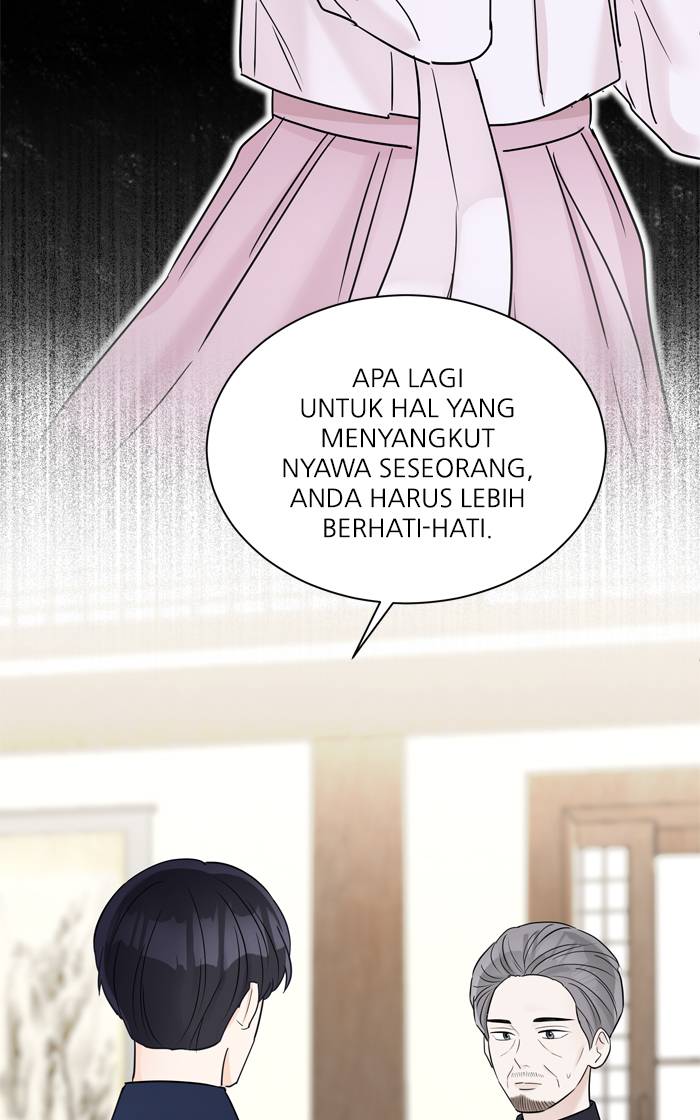 APA LAGI
UNTUK HAL YANG
MENYANGKUT
NYAWA SESEORANG,
ANDA HARUS LEBIH
BERHATI-HATI.